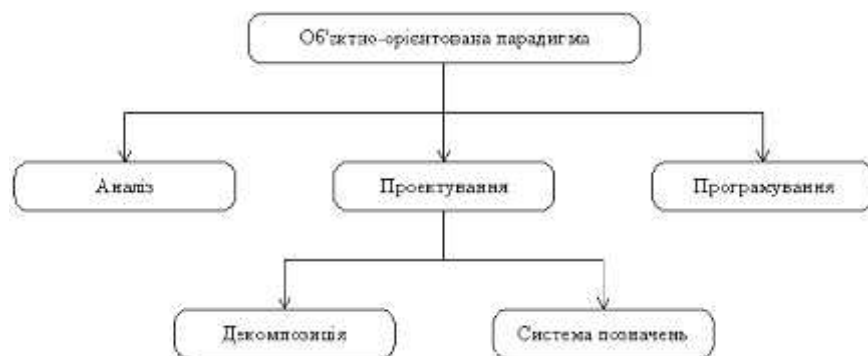 Об'єктно-орієнтована парадигма
Аналіз
Проектування
Програмування
Декомпозиція
Система позначень